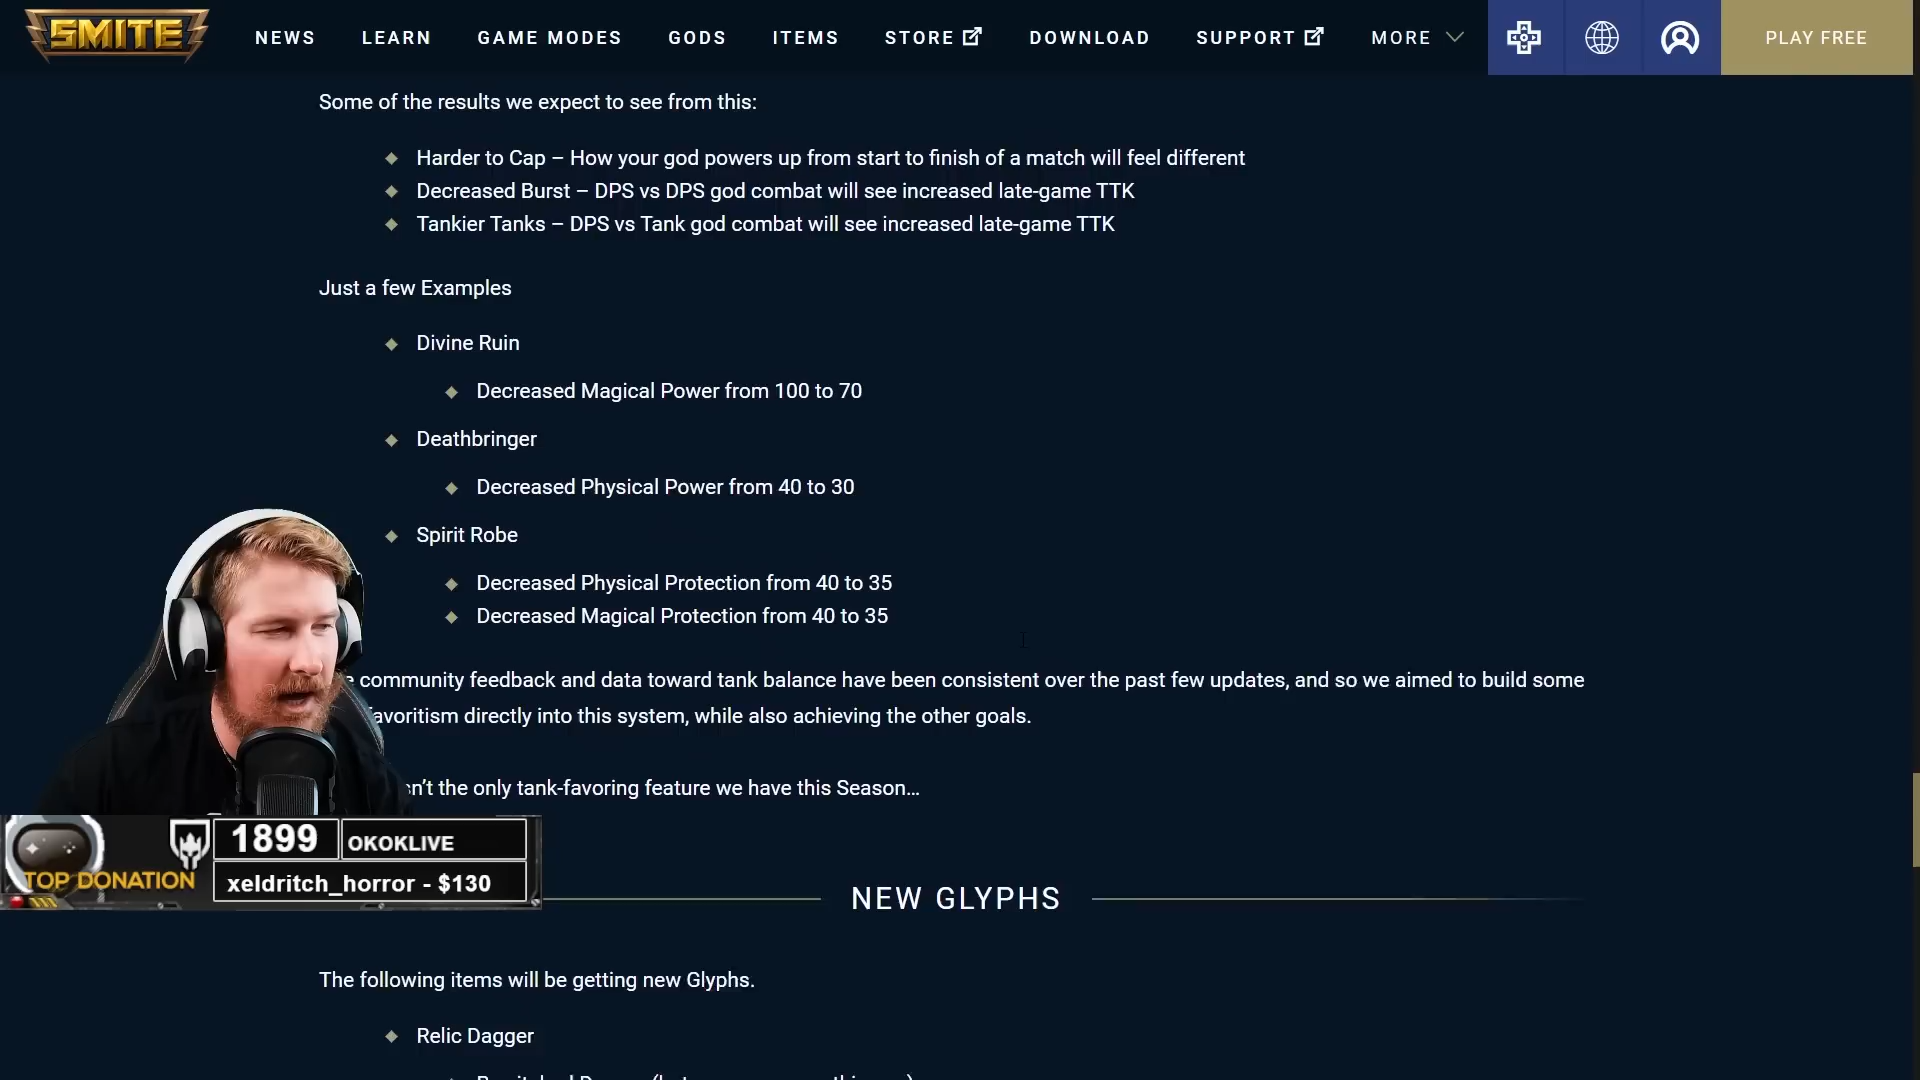 SMITE
NEWS LEARN GAME MODES GODS ITEMS STORE DOWNLOAD SUPPORT MORE PLAY FREE
Some of the results we expect to see from this:
Harder to Cap – How your god powers up from start to finish of a match will feel different
Decreased Burst – DPS vs DPS god combat will see increased late-game TTK
Tankier Tanks – DPS vs Tank god combat will see increased late-game TTK
Just a few Examples
Divine Ruin
Decreased Magical Power from 100 to 70
Deathbringer
Decreased Physical Power from 40 to 30
Spirit Robe
Decreased Physical Protection from 40 to 35
Decreased Magical Protection from 40 to 35
community feedback and data toward tank balance have been consistent over the past few updates, and so we aimed to build some
favoritism directly into this system, while also achieving the other goals.
the only tank-favoring feature we have this Season…
1899 OKOKLIVE
TOP DONATION xeldritch_horror - $130
NEW GLYPHS
The following items will be getting new Glyphs.
Relic Dagger